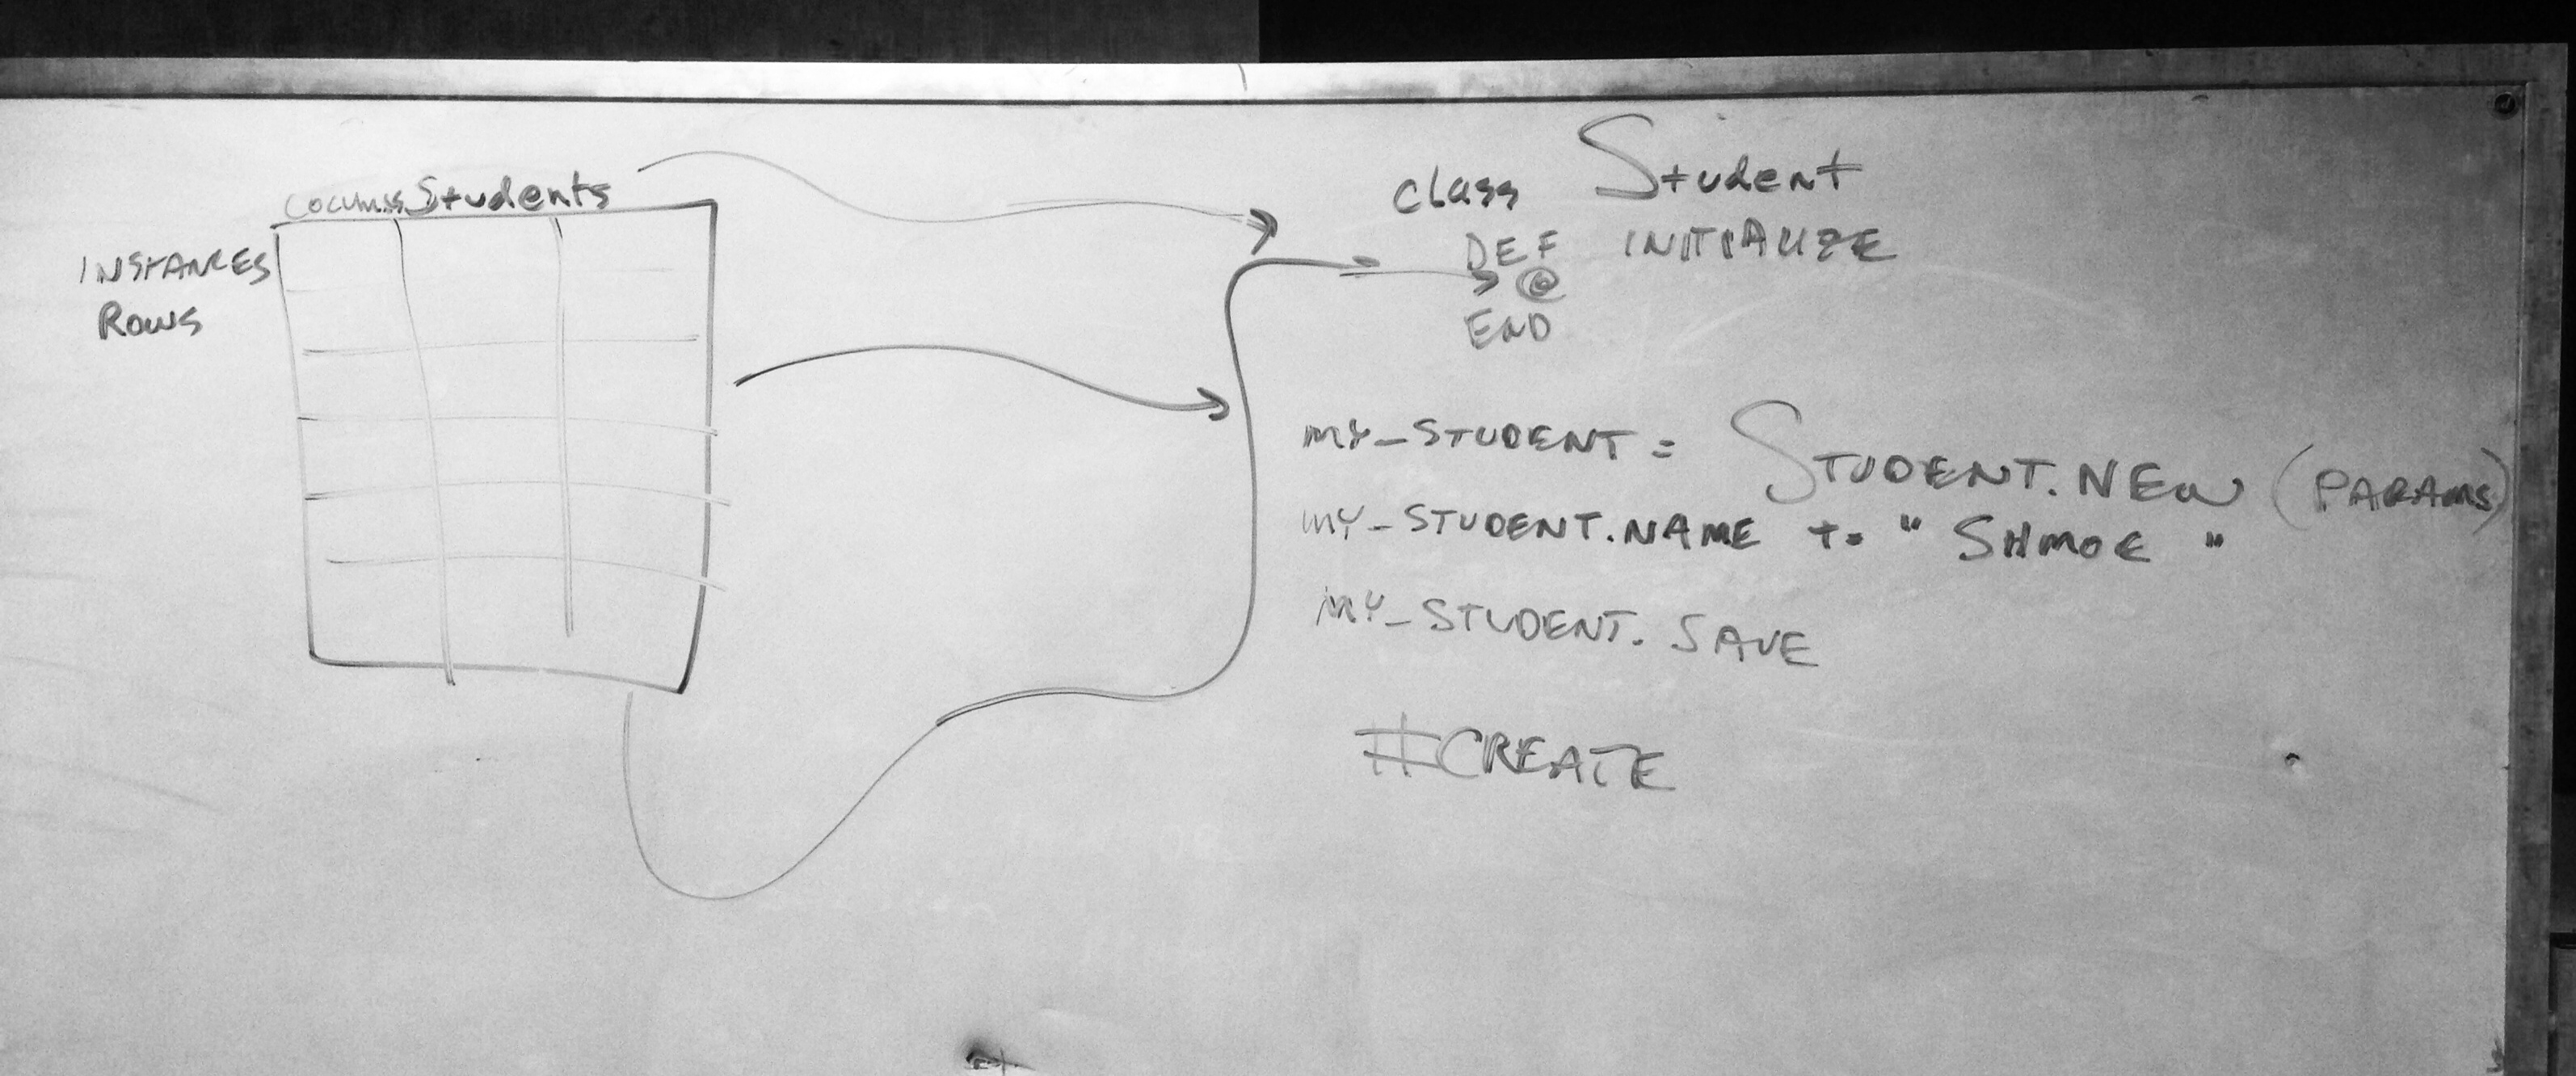 Columns Students
INSTANCES
ROWS
class Student
DEF INITIALIZE
@
END
MY_STUDENT = STUDENT.NEW (PARAMS)
MY_STUDENT.NAME += "SHMOE"
MY_STUDENT.SAVE
#CREATE